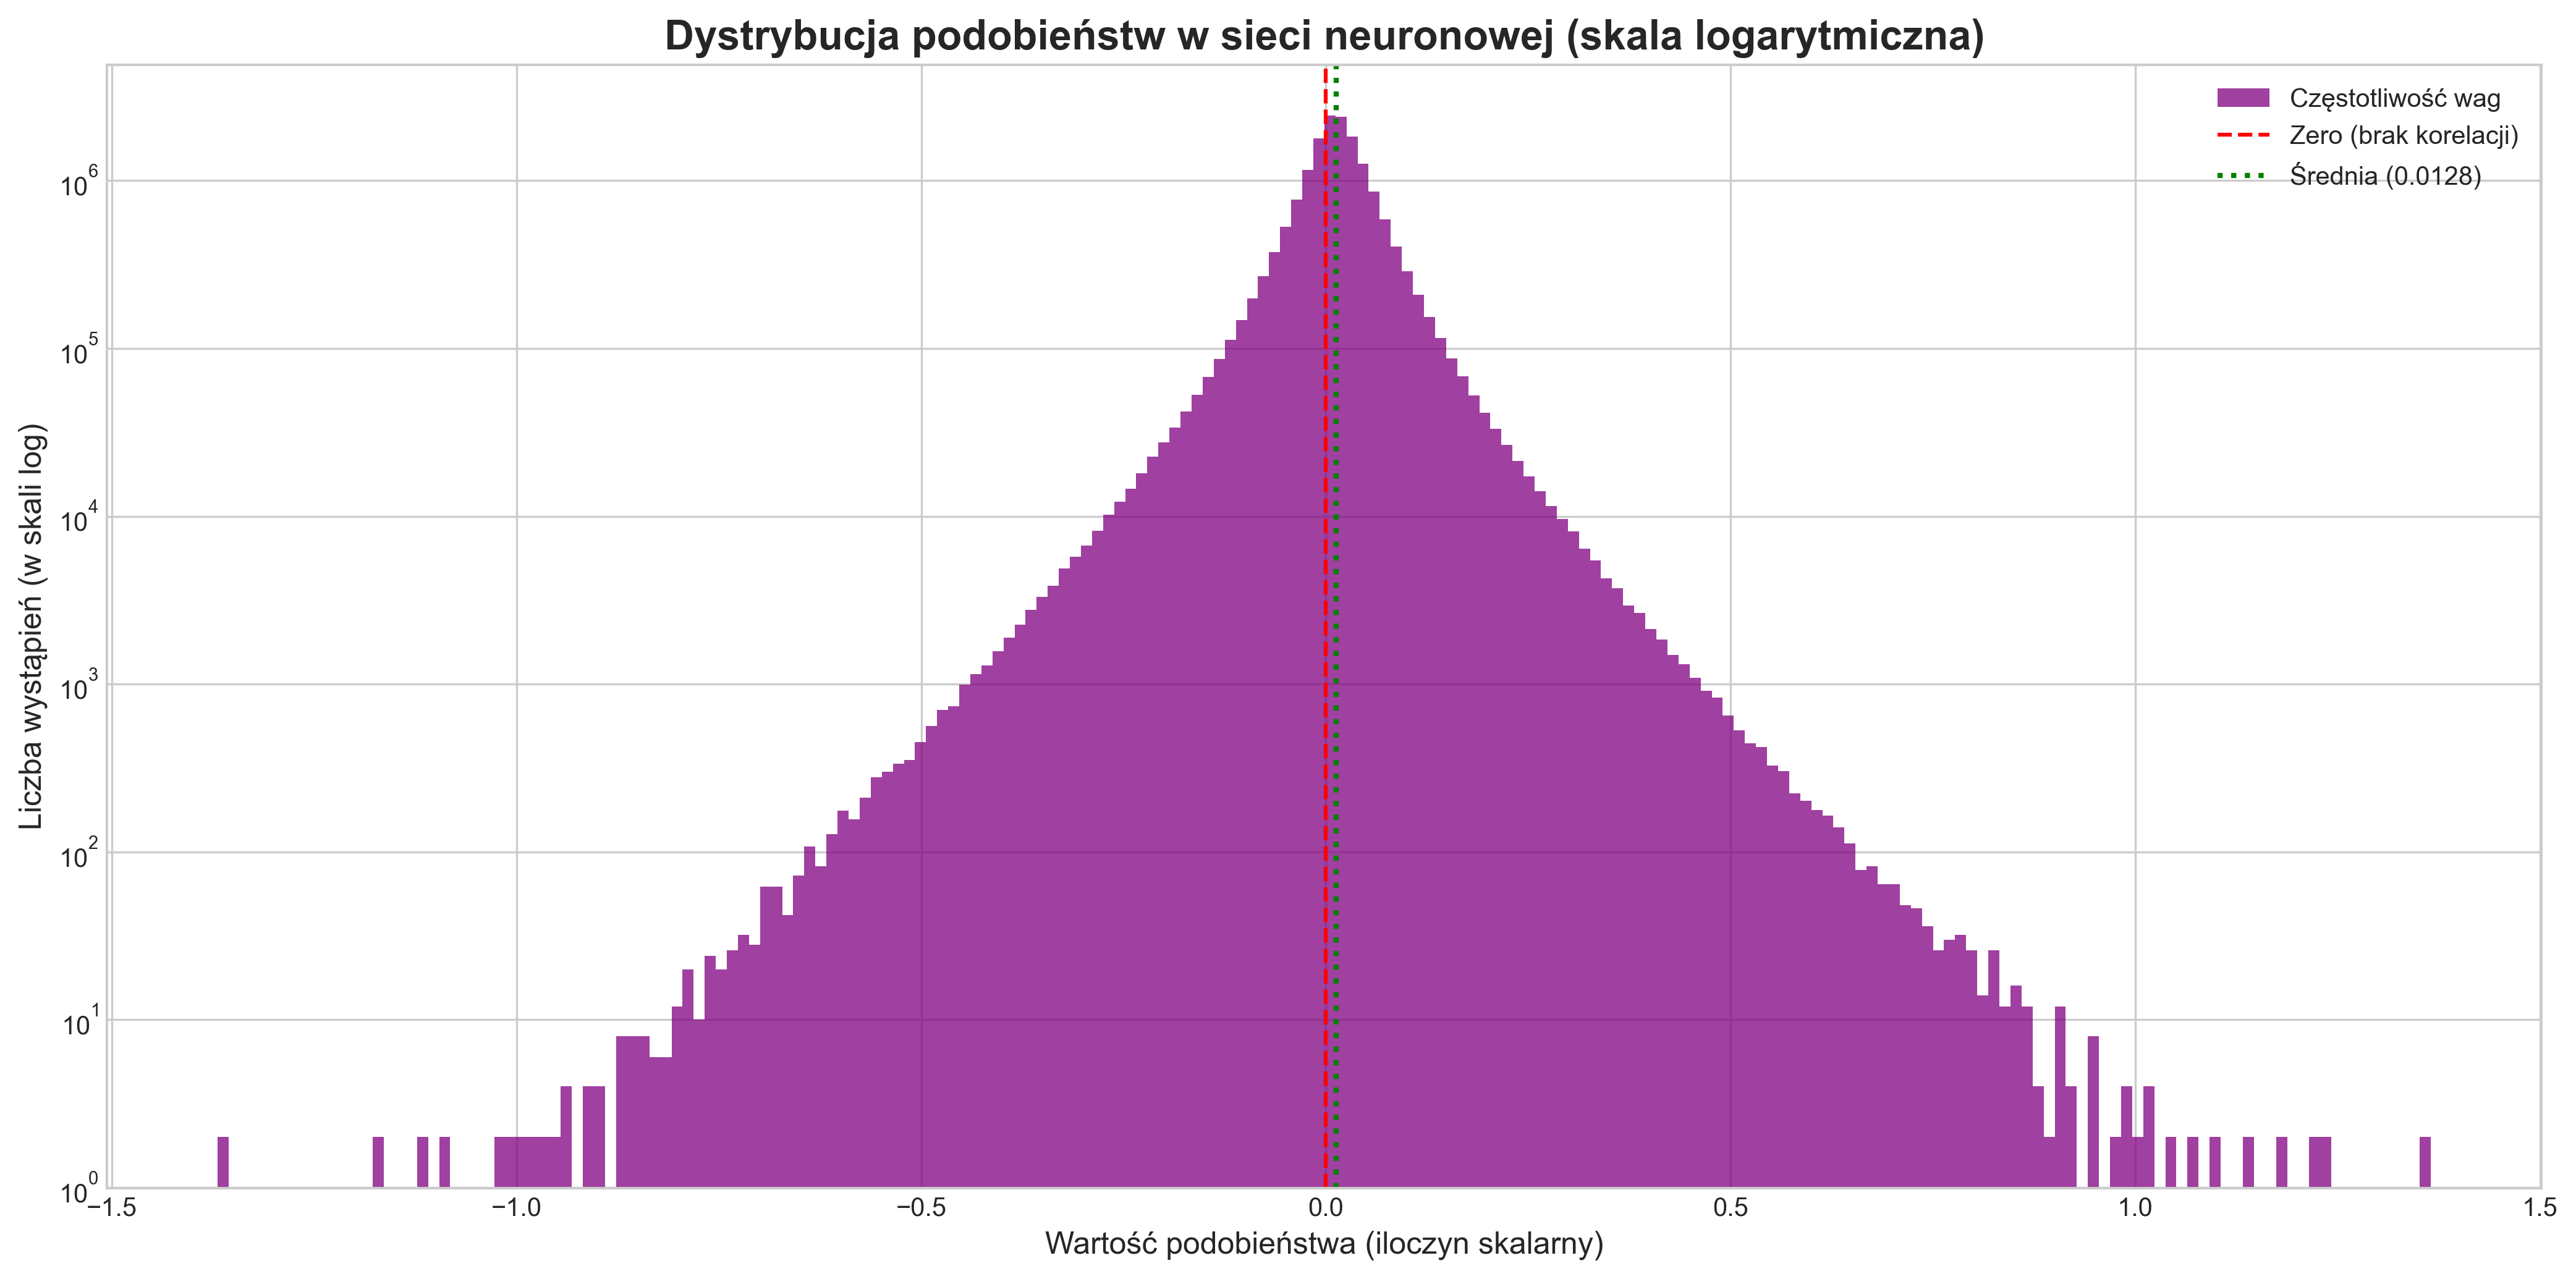 Dystrybucja podobieństw w sieci neuronowej (skala logarytmiczna)
Częstotliwość wag
Zero (brak korelacji)
Średnia (0.0128)
Liczba wystąpień (w skali log)
10^6
10^5
10^4
10^3
10^2
10^1
10^0
−1.5 −1.0 −0.5 0.0 0.5 1.0 1.5
Wartość podobieństwa (iloczyn skalarny)